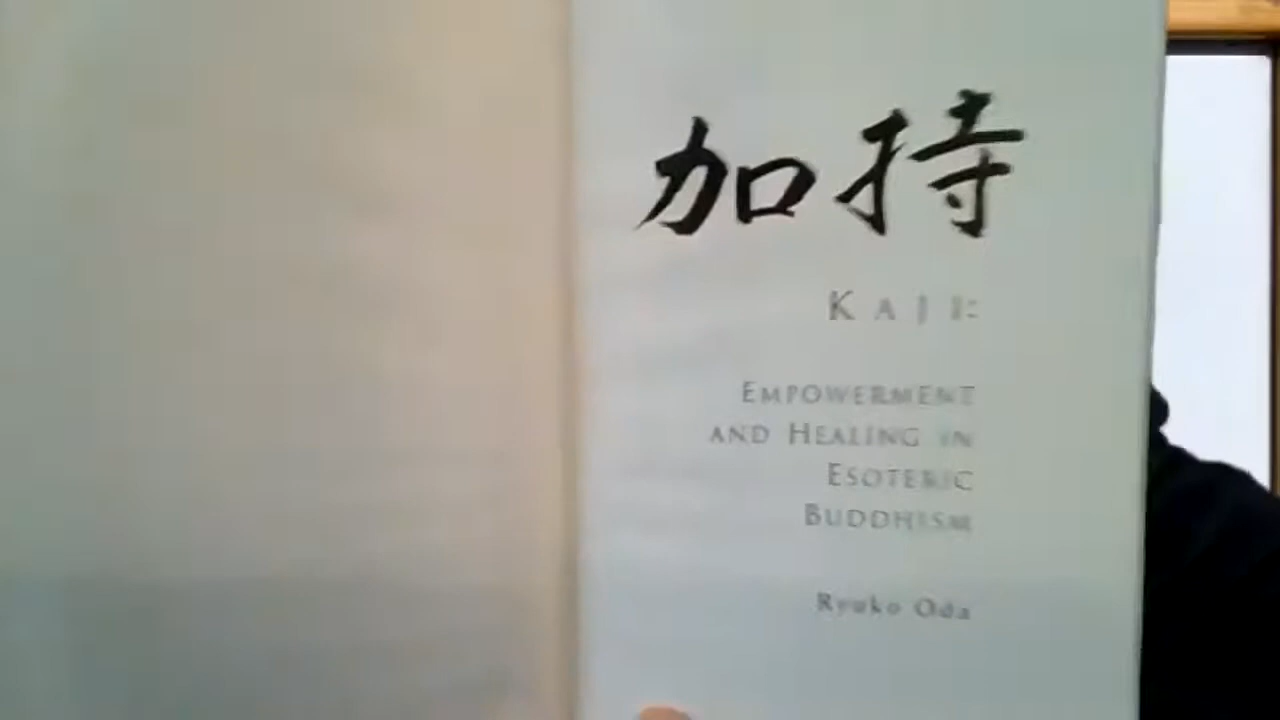 加持
KAJI:
EMPOWERMENT
AND HEALING IN
ESOTERIC
BUDDHISM
Ryuko Oda